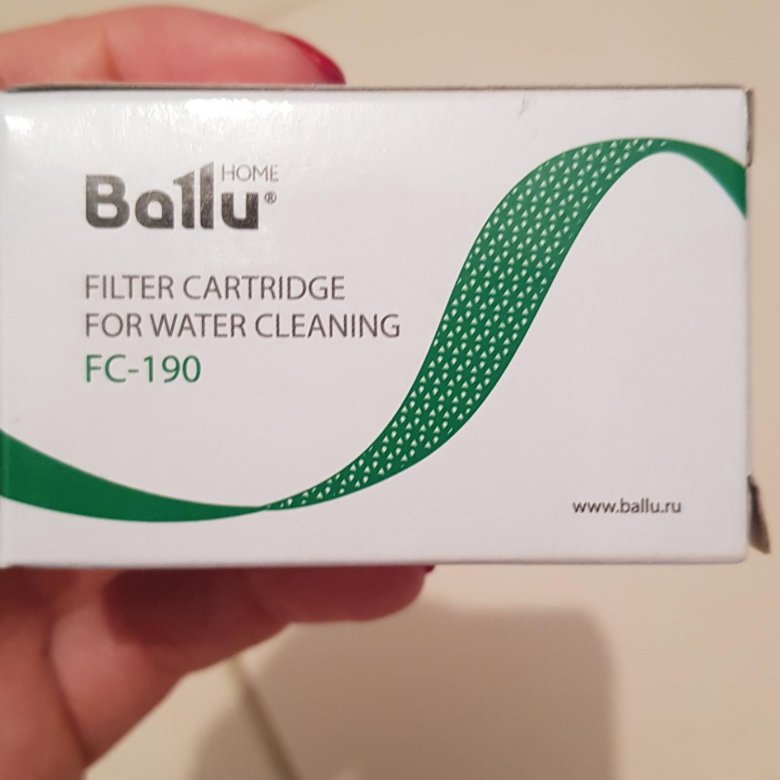 HOME
Ballu®
FILTER CARTRIDGE
FOR WATER CLEANING
FC-190
www.ballu.ru